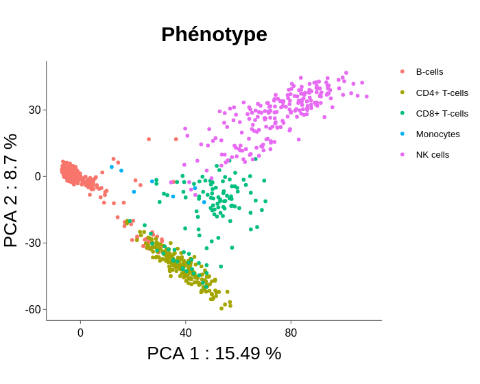 Phénotype
PCA 2 : 8.7 %
30
0
-30
-60
0
40
80
PCA 1 : 15.49 %
B-cells
CD4+ T-cells
CD8+ T-cells
Monocytes
NK cells